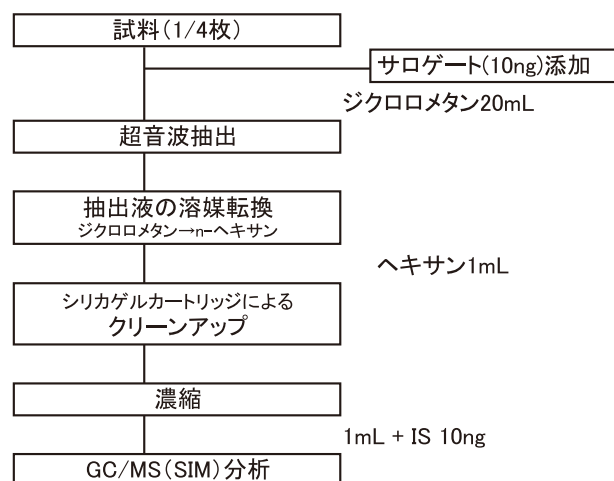 試料(1/4枚)
サロゲート(10ng)添加
ジクロロメタン20mL
超音波抽出
抽出液の溶媒転換
ジクロロメタン→n-ヘキサン
ヘキサン1mL
シリカゲルカートリッジによる
クリーンアップ
濃縮
1mL + IS 10ng
GC/MS(SIM)分析